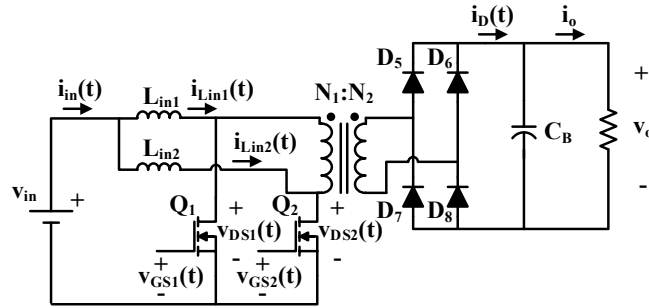 i_D(t) i_o
D_5 D_6
i_in(t) L_in1 i_Lin1(t) N_1:N_2 +
L_in2 i_Lin2(t) C_B v_o
v_in + Q_1 + Q_2 + D_7 D_8 -
v_DS1(t) v_DS2(t)
+ - + -
v_GS1(t) v_GS2(t)
- -